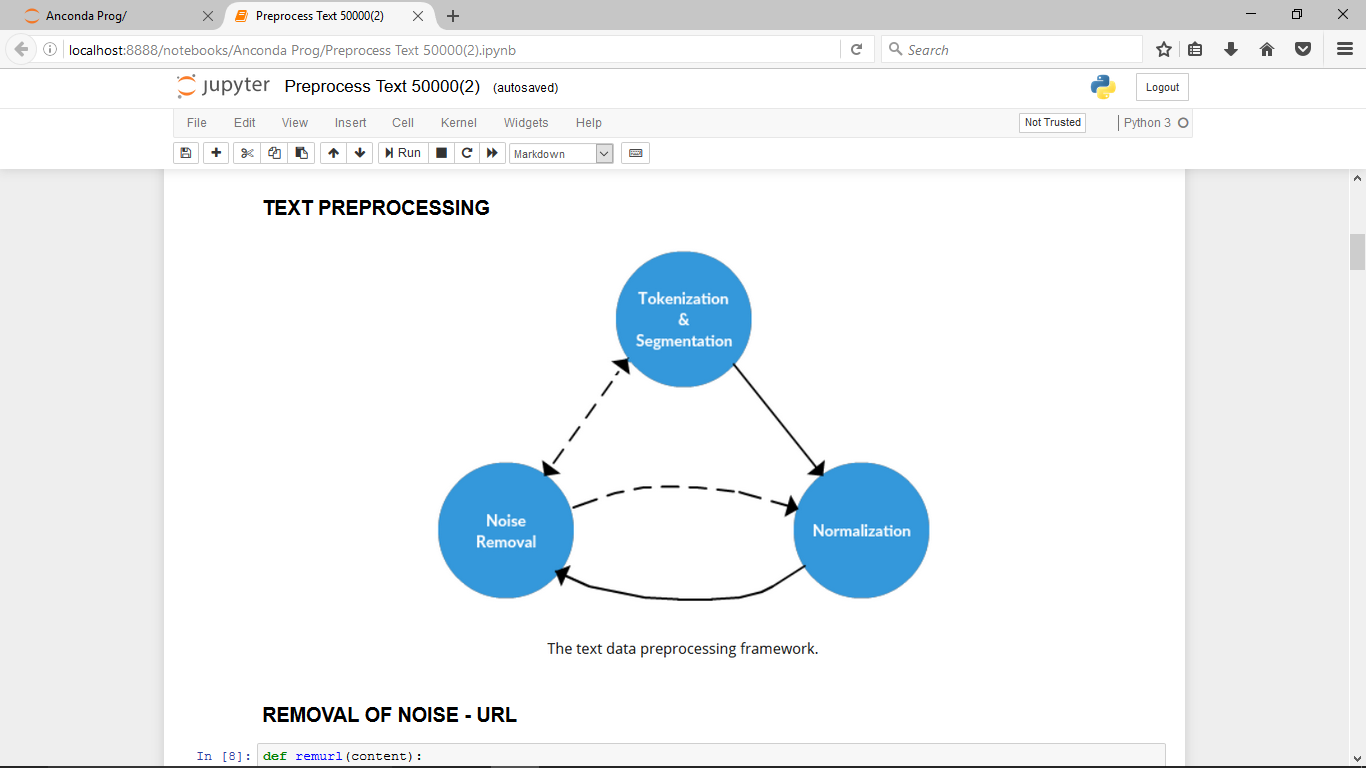 Anconda Prog/
Preprocess Text 50000(2)
localhost:8888/notebooks/Anconda Prog/Preprocess Text 50000(2).ipynb
Search
jupyter Preprocess Text 50000(2) (autosaved)
Logout
File Edit View Insert Cell Kernel Widgets Help
Not Trusted
Python 3
Run
Markdown
TEXT PREPROCESSING
Tokenization
&
Segmentation
Noise
Removal
Normalization
The text data preprocessing framework.
REMOVAL OF NOISE - URL
In [8]: def remurl(content):